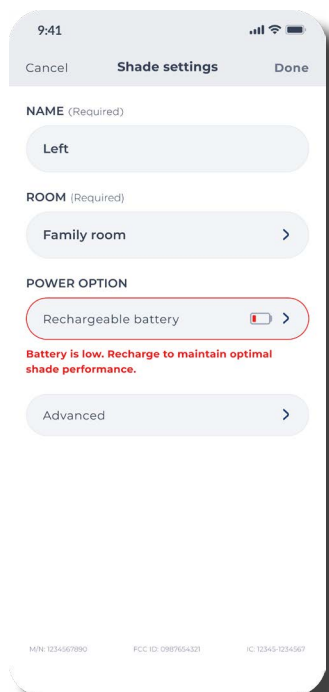 9:41
Cancel Shade settings Done
NAME (Required)
Left
ROOM (Required)
Family room
POWER OPTION
Rechargeable battery
Battery is low. Recharge to maintain optimal
shade performance.
Advanced
M/N: 1234567890 FCC ID: 0987654321 IC: 12345-1234567